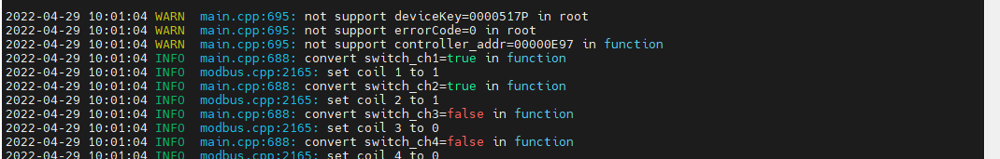 2022-04-29 10:01:04 WARN  main.cpp:695: not support deviceKey=0000517P in root
2022-04-29 10:01:04 WARN  main.cpp:695: not support errorCode=0 in root
2022-04-29 10:01:04 WARN  main.cpp:695: not support controller_addr=00000E97 in function
2022-04-29 10:01:04 INFO  main.cpp:688: convert switch_ch1=true in function
2022-04-29 10:01:04 INFO  modbus.cpp:2165: set coil 1 to 1
2022-04-29 10:01:04 INFO  main.cpp:688: convert switch_ch2=true in function
2022-04-29 10:01:04 INFO  modbus.cpp:2165: set coil 2 to 1
2022-04-29 10:01:04 INFO  main.cpp:688: convert switch_ch3=false in function
2022-04-29 10:01:04 INFO  modbus.cpp:2165: set coil 3 to 0
2022-04-29 10:01:04 INFO  main.cpp:688: convert switch_ch4=false in function
2022-04-29 10:01:04 INFO  modbus.cpp:2165: set coil 4 to 0